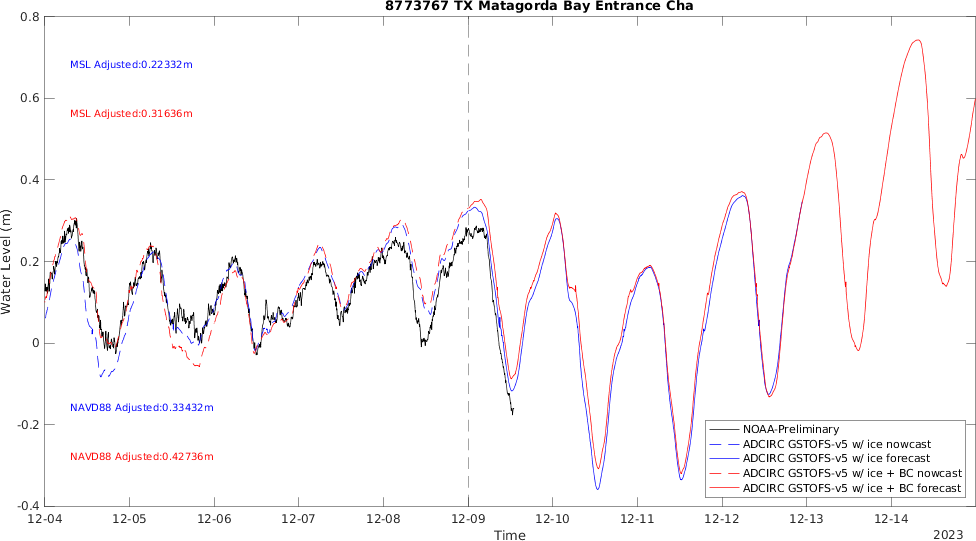 8773767 TX Matagorda Bay Entrance Cha
0.8
0.6
0.4
0.2
0
-0.2
-0.4
Water Level (m)
MSL Adjusted:0.22332m
MSL Adjusted:0.31636m
NAVD88 Adjusted:0.33432m
NAVD88 Adjusted:0.42736m
NOAA-Preliminary
ADCIRC GSTOFS-v5 w/ ice nowcast
ADCIRC GSTOFS-v5 w/ ice forecast
ADCIRC GSTOFS-v5 w/ ice + BC nowcast
ADCIRC GSTOFS-v5 w/ ice + BC forecast
12-04 12-05 12-06 12-07 12-08 12-09 12-10 12-11 12-12 12-13 12-14
Time
2023